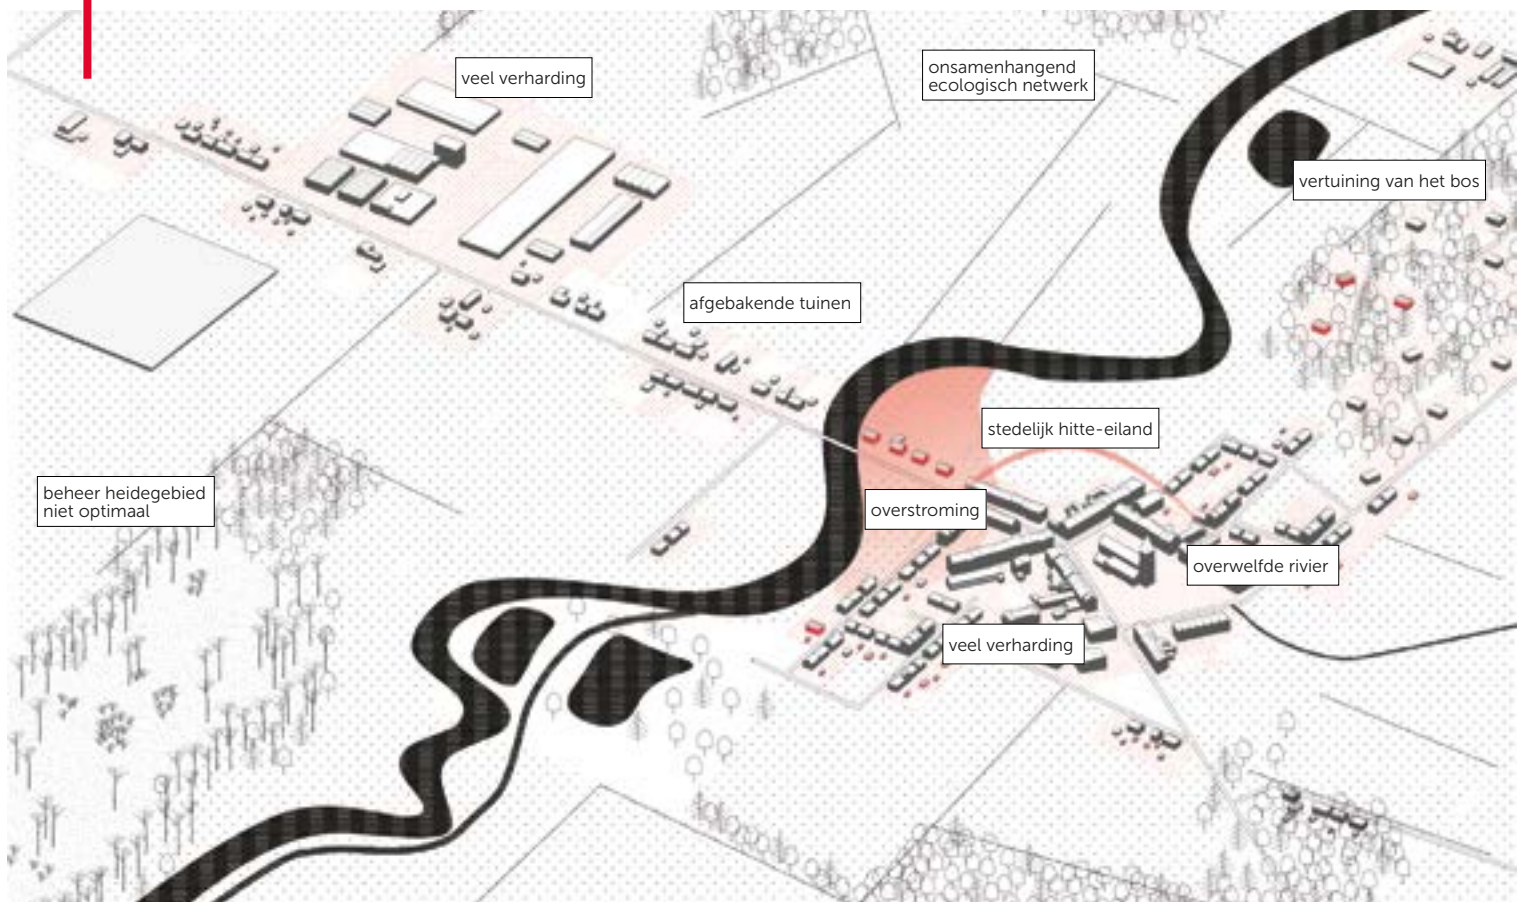 veel verharding
onsamenhangend
ecologisch netwerk
vertuining van het bos
afgebakende tuinen
stedelijk hitte-eiland
beheer heidegebied
niet optimaal
overstroming
overwelfde rivier
veel verharding